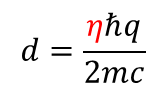 d = ηħq / 2mc